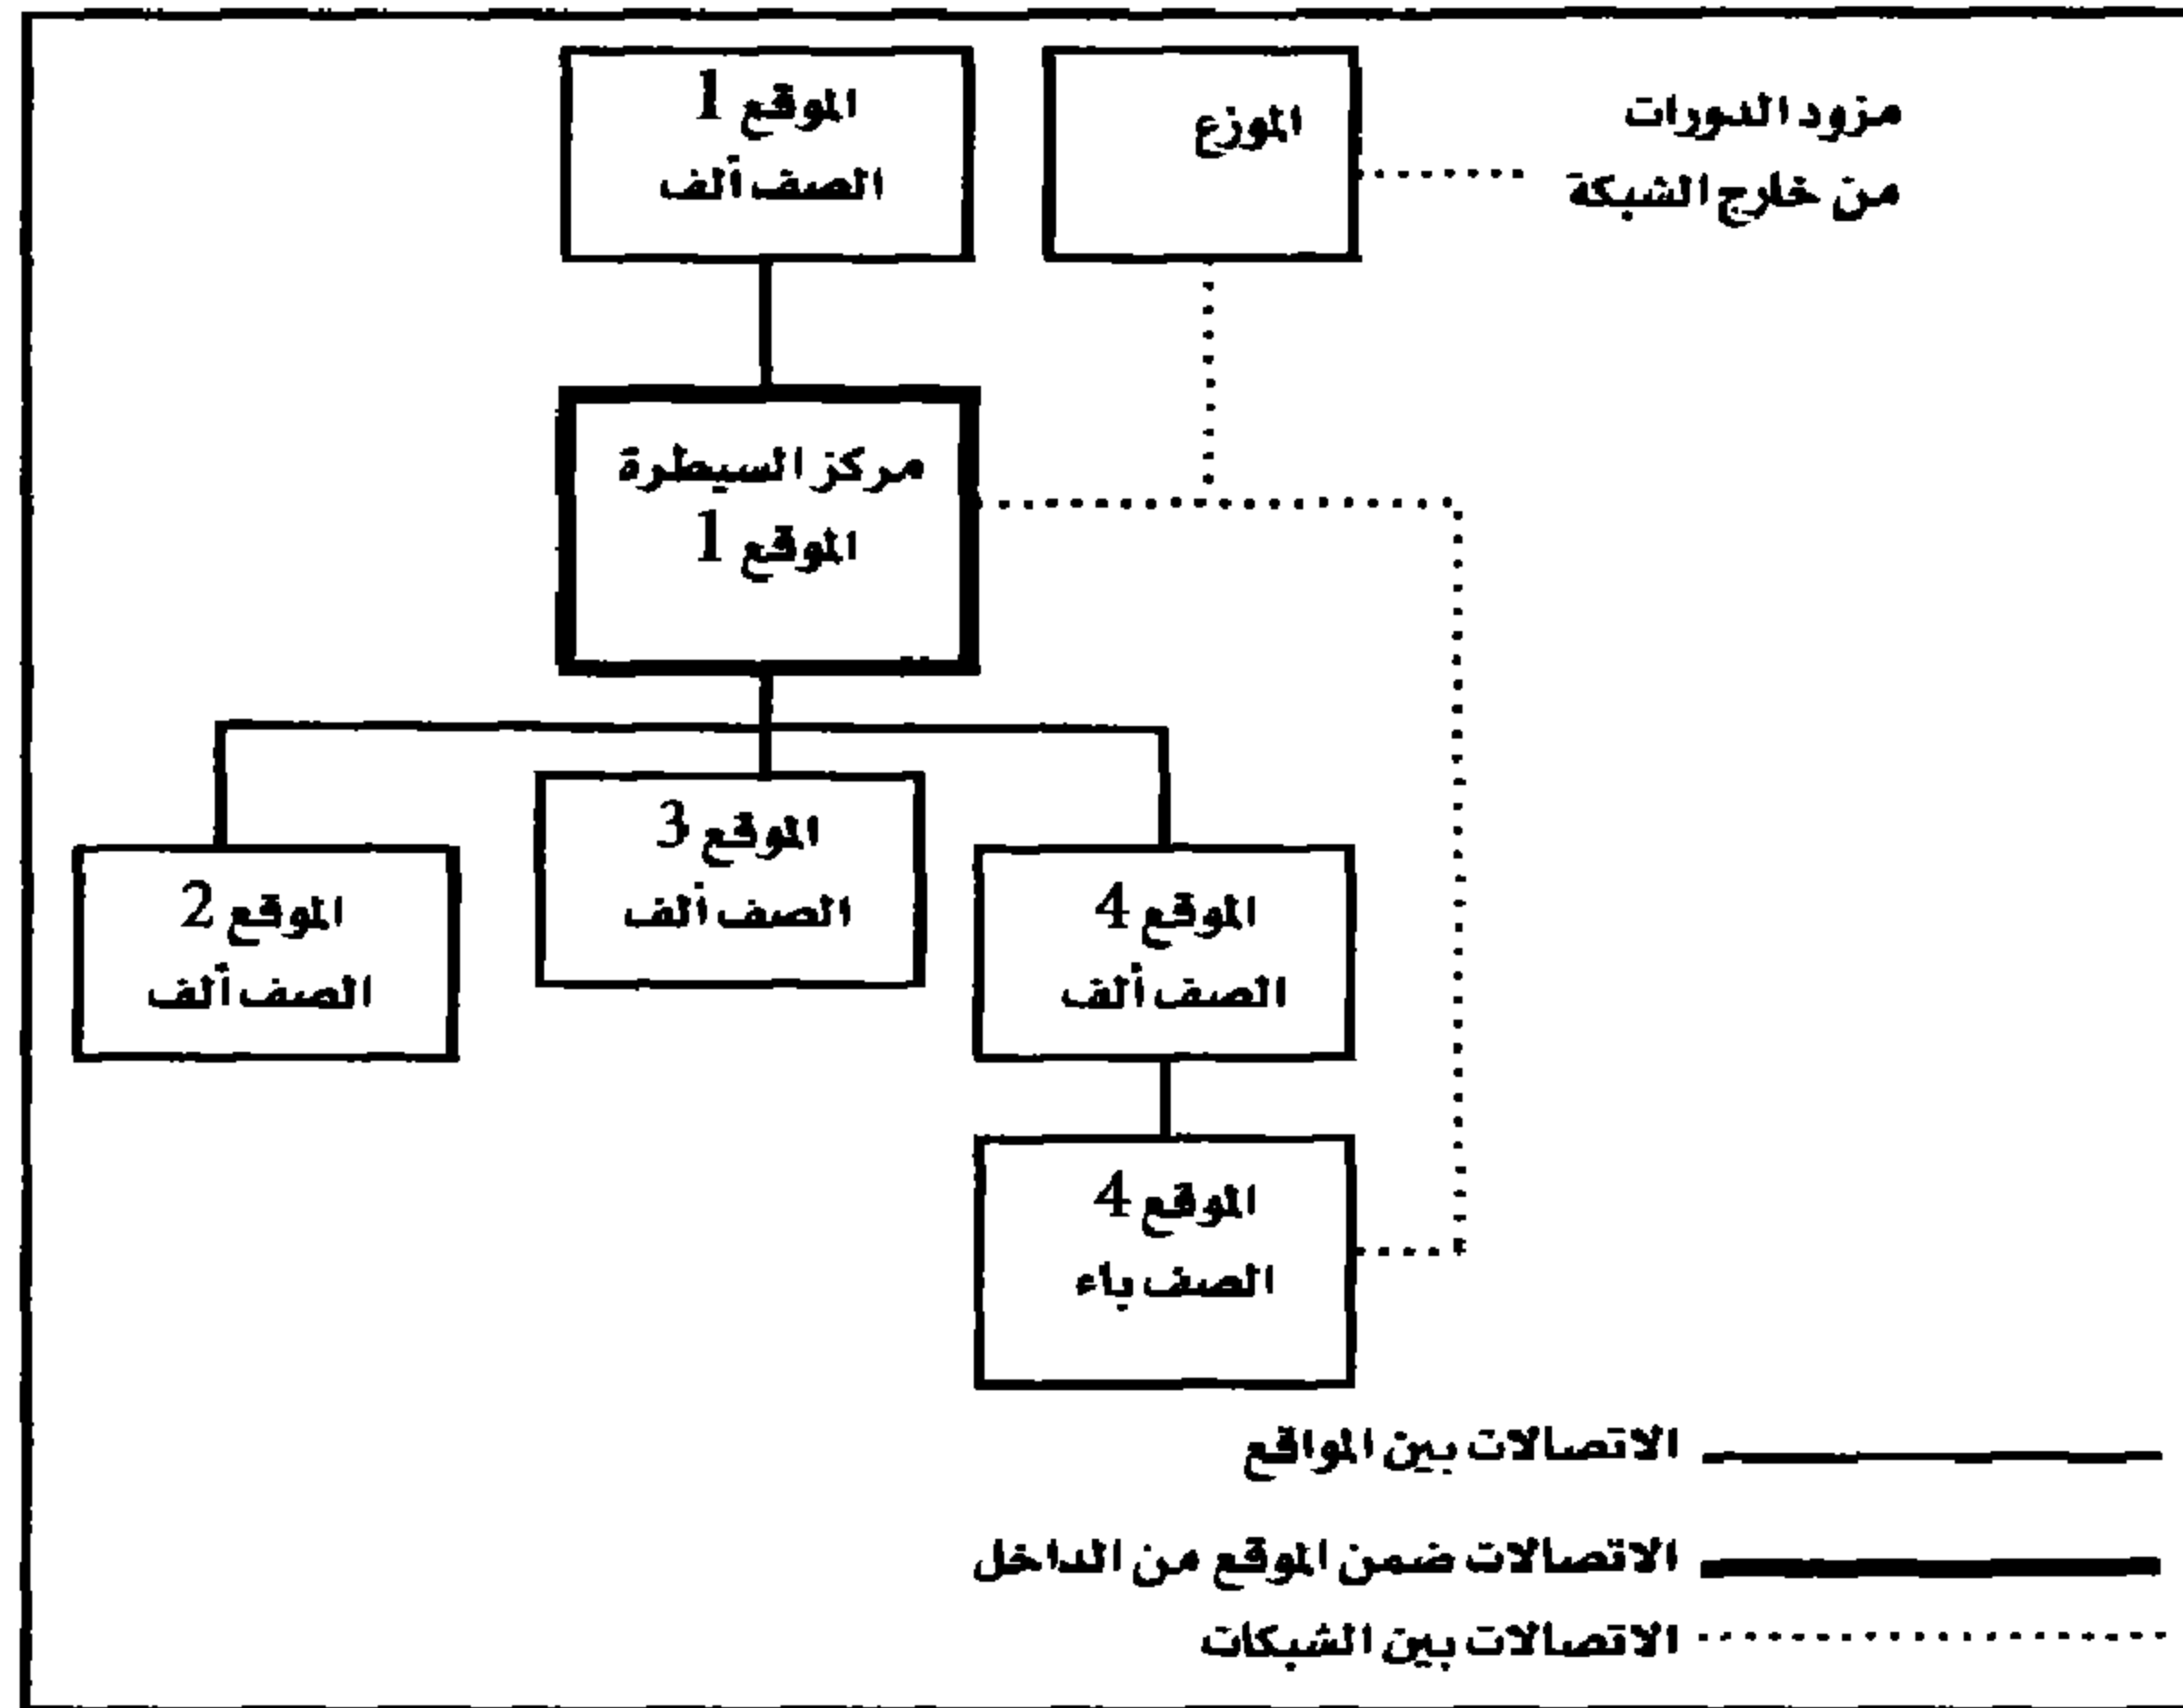 الموقع 1
الصف ألف
الموزع
مزود الدورات
من خارج الشبكة
مركز السيطرة
الموقع 1
الموقع 2
الصف ألف
الموقع 3
الصف ألف
الموقع 4
الصف ألف
الموقع 4
الصف باء
الاتصالات بين المواقع
الاتصالات ضمن الموقع من الداخل
الاتصالات بين الشبكات